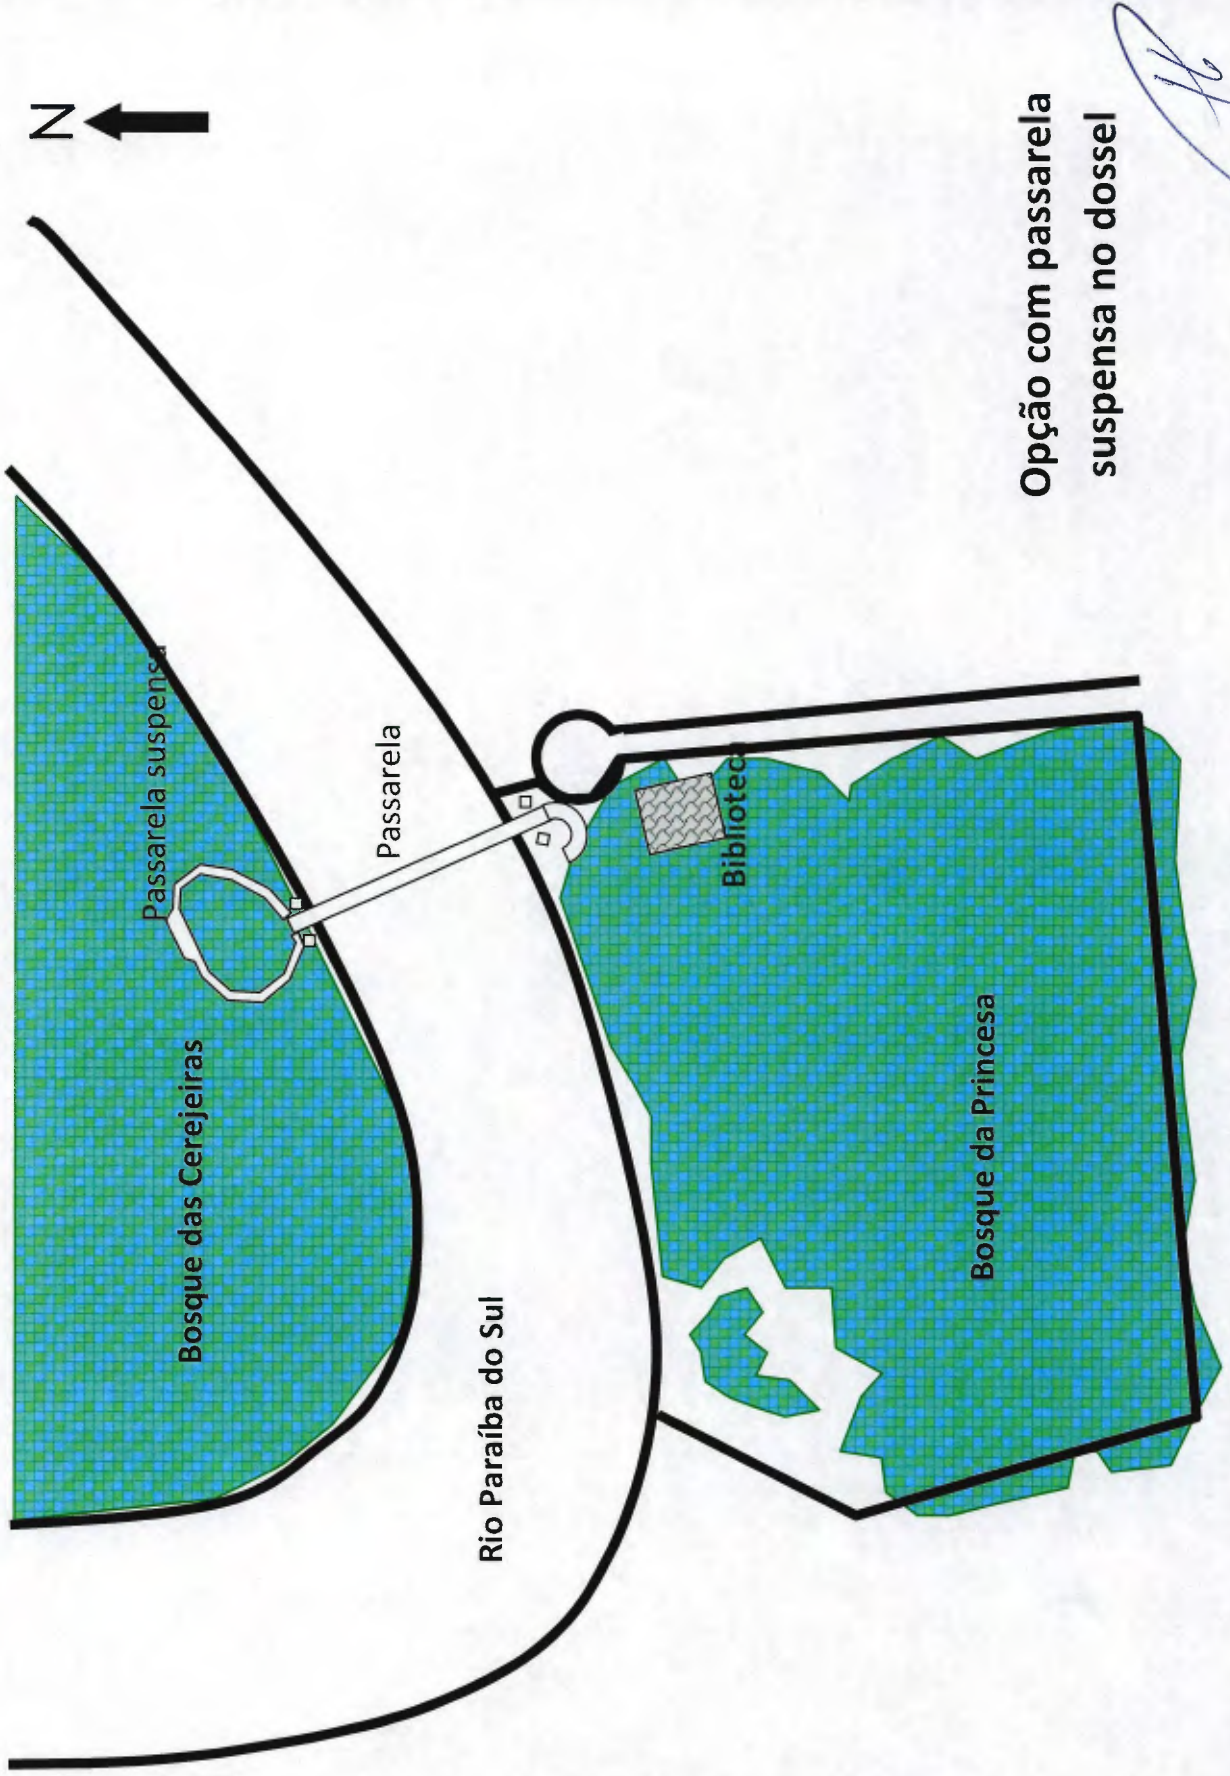 N
Passarela suspensa
Bosque das Cerejeiras
Passarela
Rio Paraíba do Sul
Biblioteca
Bosque da Princesa
Opção com passarela
suspensa no dossel